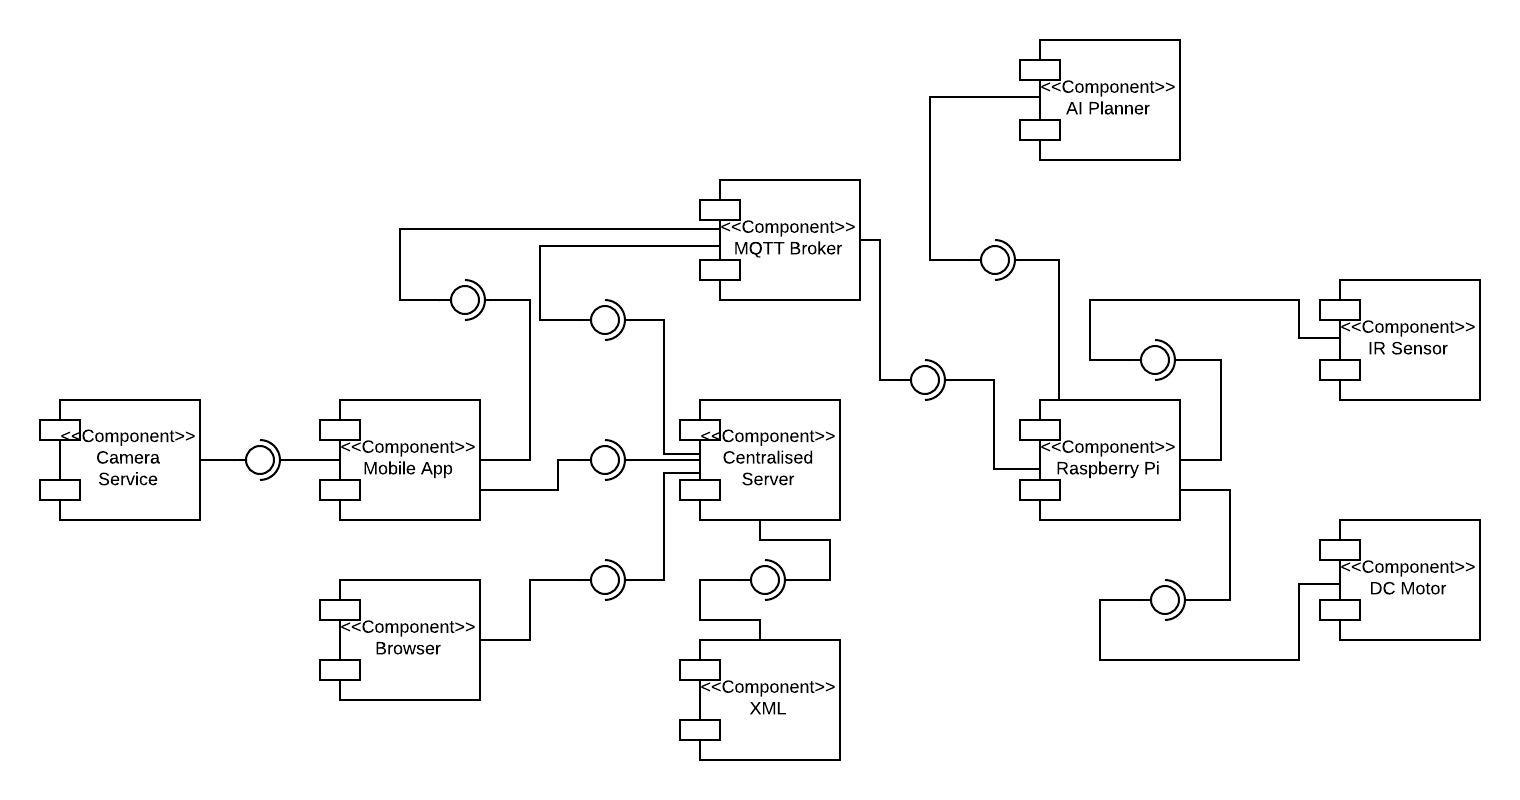 <<Component>>
AI Planner
<<Component>>
MQTT Broker
<<Component>>
IR Sensor
<<Component>>
Camera
Service
<<Component>>
Mobile App
<<Component>>
Centralised
Server
<<Component>>
Raspberry Pi
<<Component>>
DC Motor
<<Component>>
Browser
<<Component>>
XML